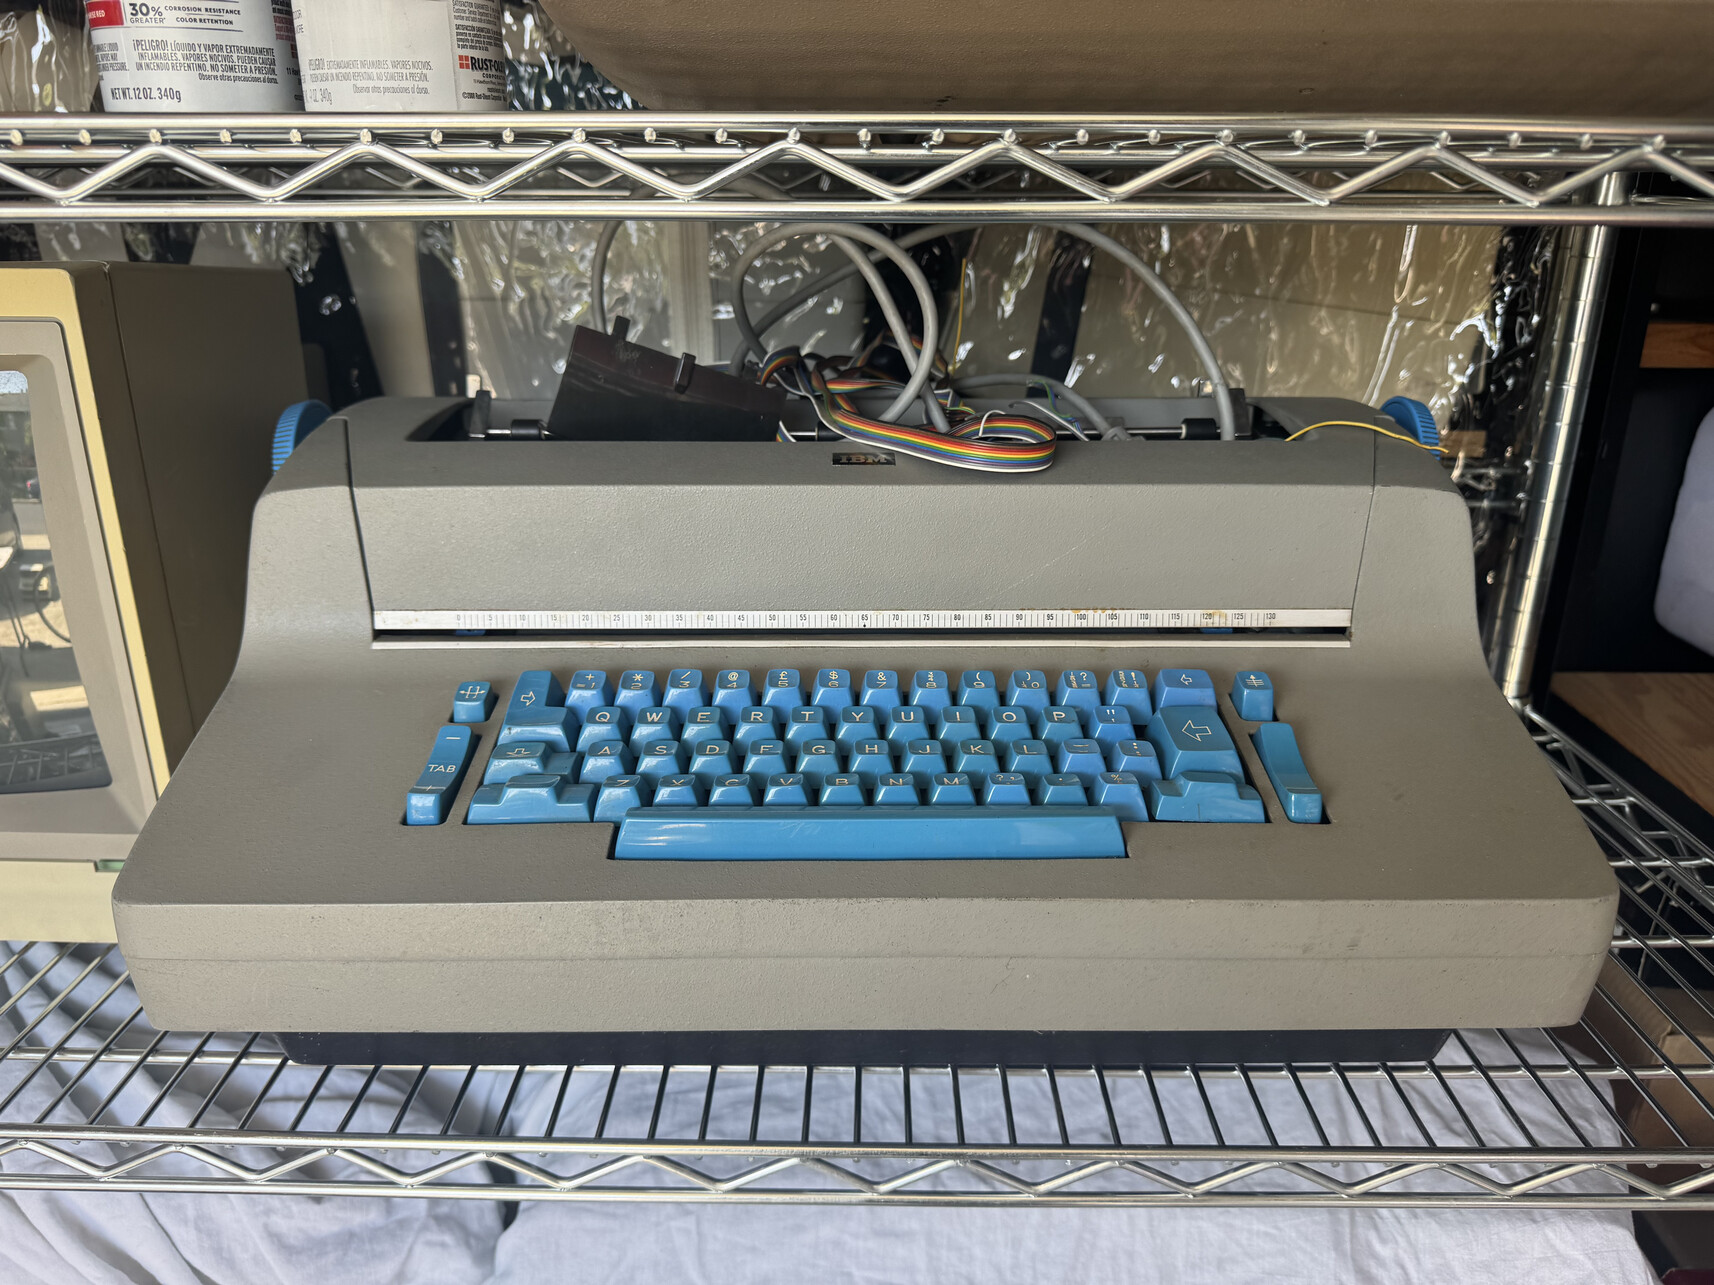 30%
GREATER
CORROSION RESISTANCE
COLOR RETENTION
¡PELIGRO! LÍQUIDO Y VAPOR EXTREMADAMENTE
INFLAMABLES. VAPORES NOCIVOS. PUEDEN CAUSAR
UN INCENDIO REPENTINO. NO SOMETER A PRESIÓN.
Observe otras precauciones al dorso.
NET WT. 12 OZ. 340g
EXTREMADAMENTE INFLAMABLES. VAPORES NOCIVOS.
UN INCENDIO REPENTINO. NO SOMETER A PRESIÓN.
Observe otras precauciones al dorso.
OZ. 340g
RUST-OL
IBM
0 5 10 15 20 25 30 35 40 45 50 55 60 65 70 75 80 85 90 95 100 105 110 115 120 125 130
+ * / @ £ $ & ( ) ? !
1 2 3 4 5 6 7 8 9 0
Q W E R T Y U I O P "
TAB
A S D F G H J K L
Z X C V B N M ? . %